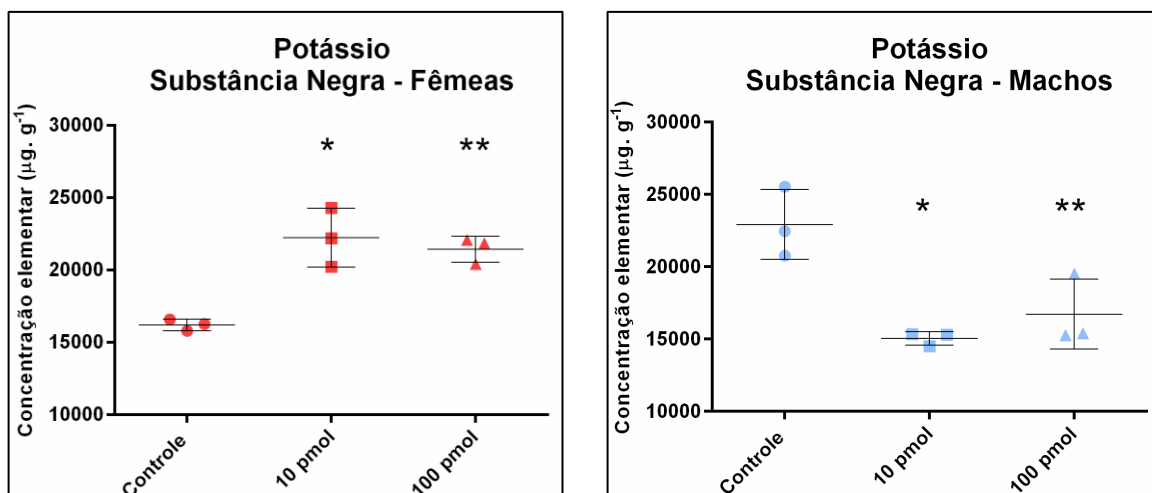 Potássio
Substância Negra - Fêmeas
Concentração elementar (µg. g-1)
30000
25000
20000
15000
10000
*
**
Controle
10 pmol
100 pmol
Potássio
Substância Negra - Machos
Concentração elementar (µg. g-1)
30000
25000
20000
15000
10000
*
**
Controle
10 pmol
100 pmol